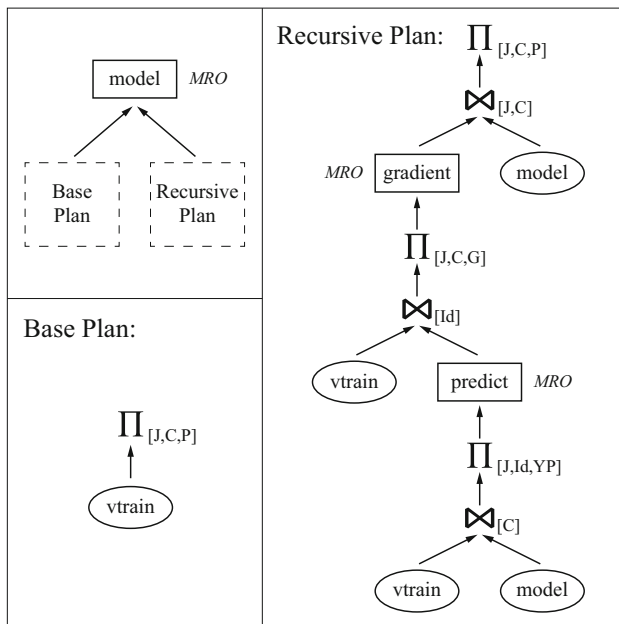 model MRO
Base
Plan
Recursive
Plan
Base Plan:
∏[J,C,P]
vtrain
Recursive Plan:
∏[J,C,P]
⋈[J,C]
MRO gradient
model
∏[J,C,G]
⋈[Id]
vtrain
predict MRO
∏[J,Id,YP]
⋈[C]
vtrain
model